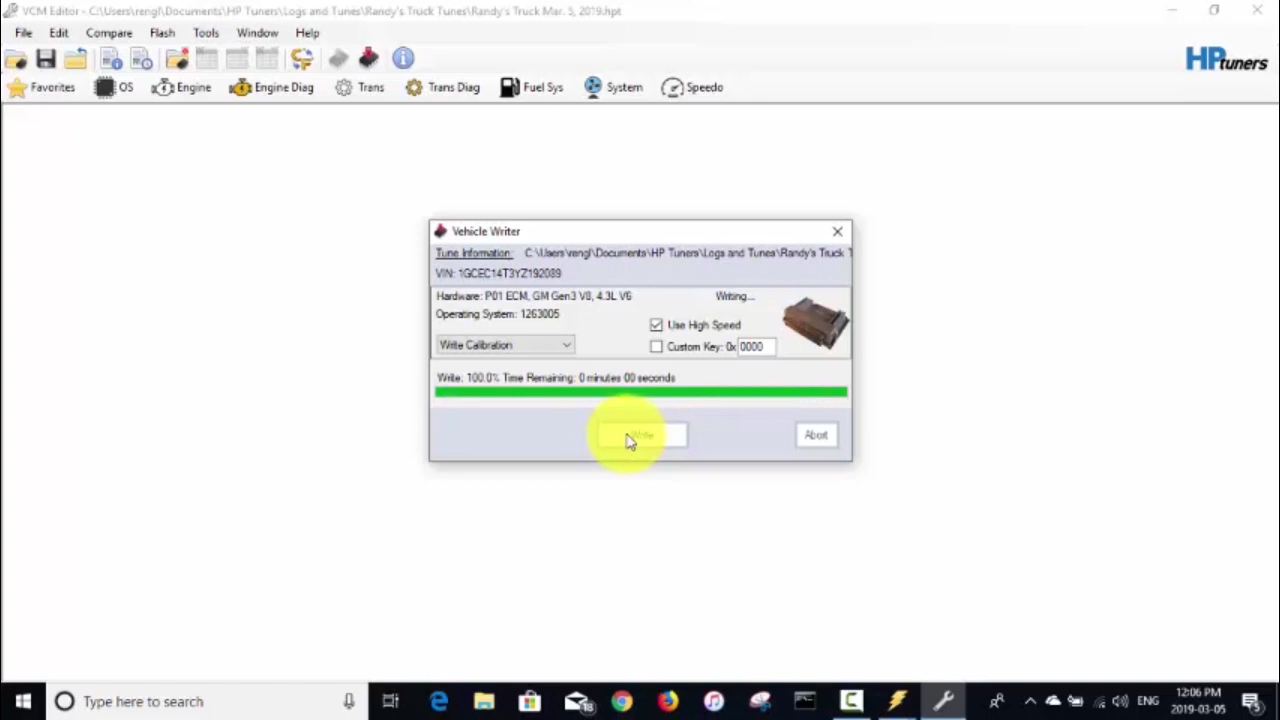 VCM Editor - C:\Users\rengl\Documents\HP Tuners\Logs and Tunes\Randy's Truck Tunes\Randy's Truck Mar. 5, 2019.hpt
File Edit Compare Flash Tools Window Help
HPtuners
Favorites OS Engine Engine Diag Trans Trans Diag Fuel Sys System Speedo
Vehicle Writer
Tune Information: C:\Users\rengl\Documents\HP Tuners\Logs and Tunes\Randy's Truck T
VIN: 1GCEC14T3YZ192089
Hardware: P01 ECM, GM Gen3 V8, 4.3L V6 Writing...
Operating System: 1263005
Use High Speed
Write Calibration
Custom Key: 0x 0000
Write: 100.0% Time Remaining: 0 minutes 00 seconds
Write Abort
Type here to search
18
ENG
12:06 PM
2019-03-05
5